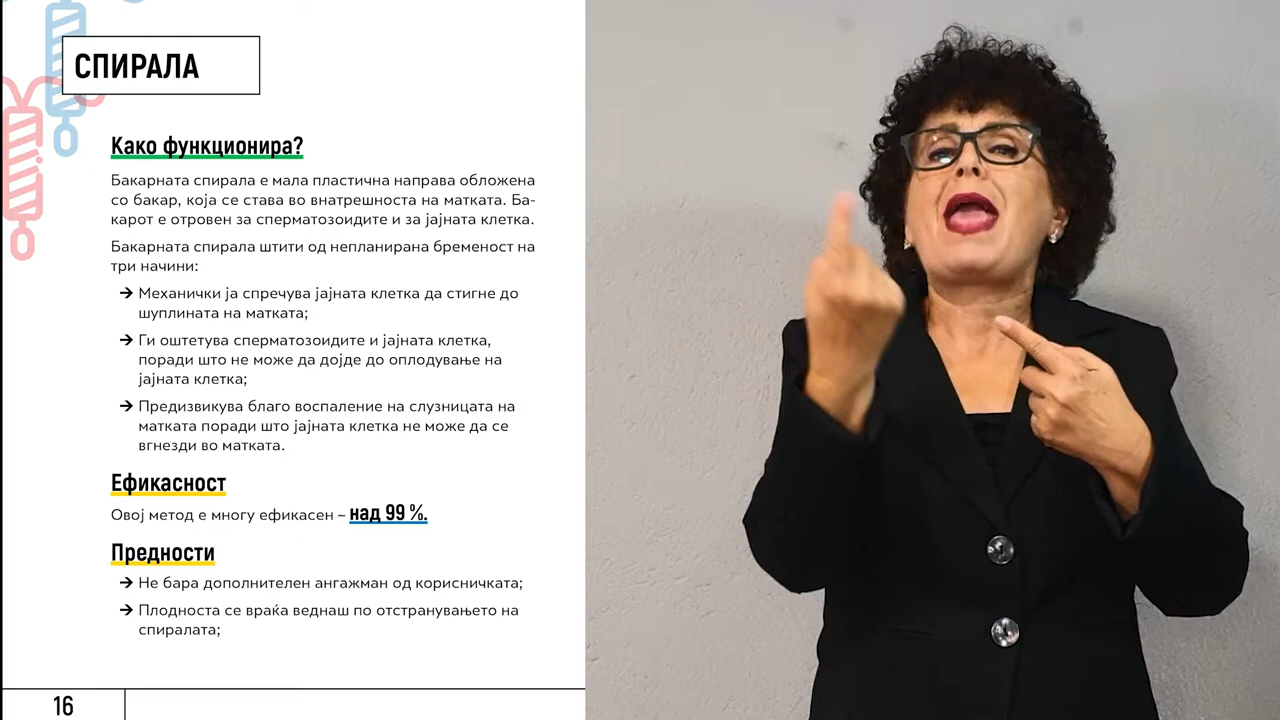 СПИРАЛА
Како функционира?
Бакарната спирала е мала пластична направа обложена
со бакар, која се става во внатрешноста на матката. Ба-
карот е отровен за сперматозоидите и за јајната клетка.
Бакарната спирала штити од непланирана бременост на
три начини:
→ Механички ја спречува јајната клетка да стигне до
шуплината на матката;
→ Ги оштетува сперматозоидите и јајната клетка,
поради што не може да дојде до оплодување на
јајната клетка;
→ Предизвикува благо воспаление на слузницата на
матката поради што јајната клетка не може да се
вгнезди во матката.
Ефикасност
Овој метод е многу ефикасен – над 99 %.
Предности
→ Не бара дополнителен ангажман од корисничката;
→ Плодноста се враќа веднаш по отстранувањето на
спиралата;
16